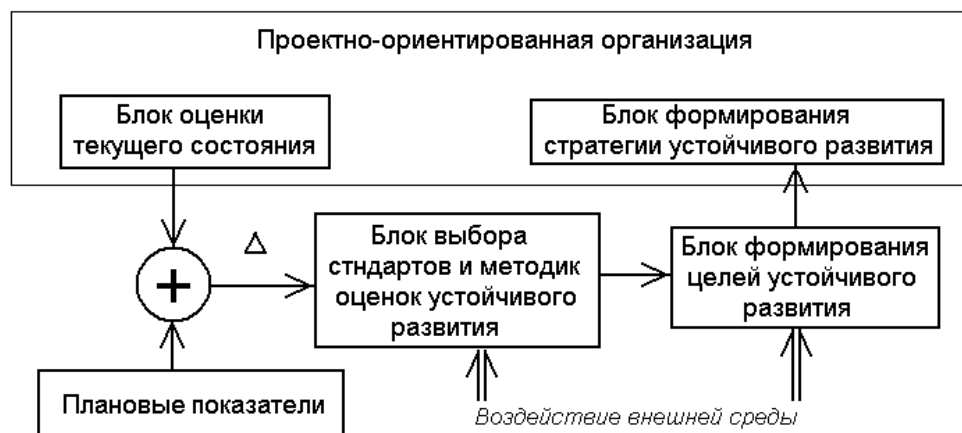 Проектно-ориентированная организация
Блок оценки
текущего состояния
Блок формирования
стратегии устойчивого развития
+
Δ
Блок выбора
стндартов и методик
оценок устойчивого
развития
Блок формирования
целей устойчивого
развития
Плановые показатели
Воздействие внешней среды